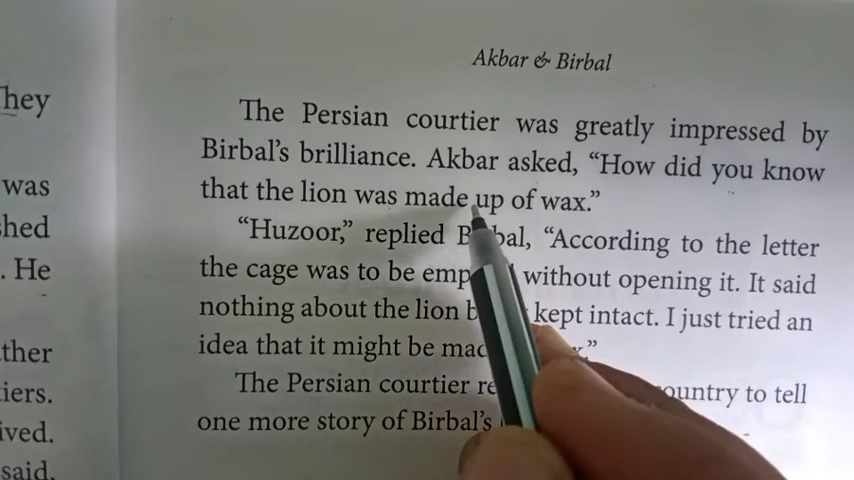 Akbar & Birbal
hey
was
hed
. He
ther
iers.
ived.
said.
The Persian courtier was greatly impressed by
Birbal’s brilliance. Akbar asked, “How did you know
that the lion was made up of wax.”
“Huzoor,” replied B bal, “According to the letter
the cage was to be emp without opening it. It said
nothing about the lion b kept intact. I just tried an
idea that it might be mad x.”
The Persian courtier re ountry to tell
one more story of Birbal’s